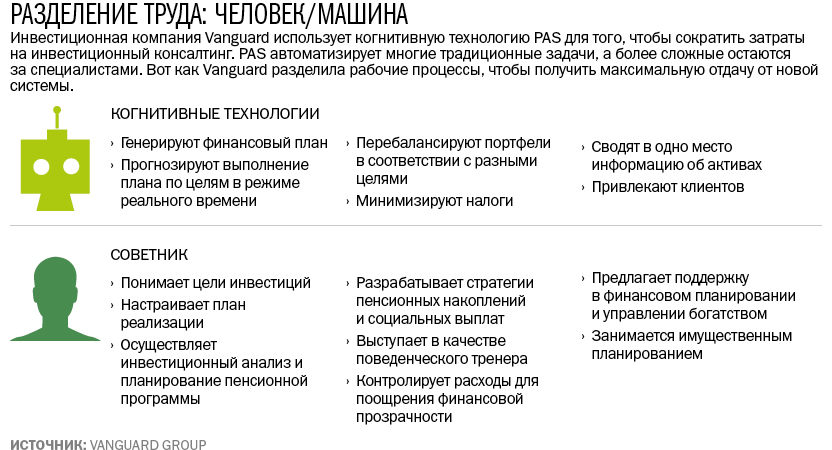 РАЗДЕЛЕНИЕ ТРУДА: ЧЕЛОВЕК/МАШИНА
Инвестиционная компания Vanguard использует когнитивную технологию PAS для того, чтобы сократить затраты
на инвестиционный консалтинг. PAS автоматизирует многие традиционные задачи, а более сложные остаются
за специалистами. Вот как Vanguard разделила рабочие процессы, чтобы получить максимальную отдачу от новой
системы.
КОГНИТИВНЫЕ ТЕХНОЛОГИИ
› Генерируют финансовый план
› Прогнозируют выполнение
плана по целям в режиме
реального времени
› Перебалансируют портфели
в соответствии с разными
целями
› Минимизируют налоги
› Сводят в одно место
информацию об активах
› Привлекают клиентов
СОВЕТНИК
› Понимает цели инвестиций
› Настраивает план
реализации
› Осуществляет
инвестиционный анализ и
планирование пенсионной
программы
› Разрабатывает стратегии
пенсионных накоплений
и социальных выплат
› Выступает в качестве
поведенческого тренера
› Контролирует расходы для
поощрения финансовой
прозрачности
› Предлагает поддержку
в финансовом планировании
и управлении богатством
› Занимается имущественным
планированием
ИСТОЧНИК: VANGUARD GROUP